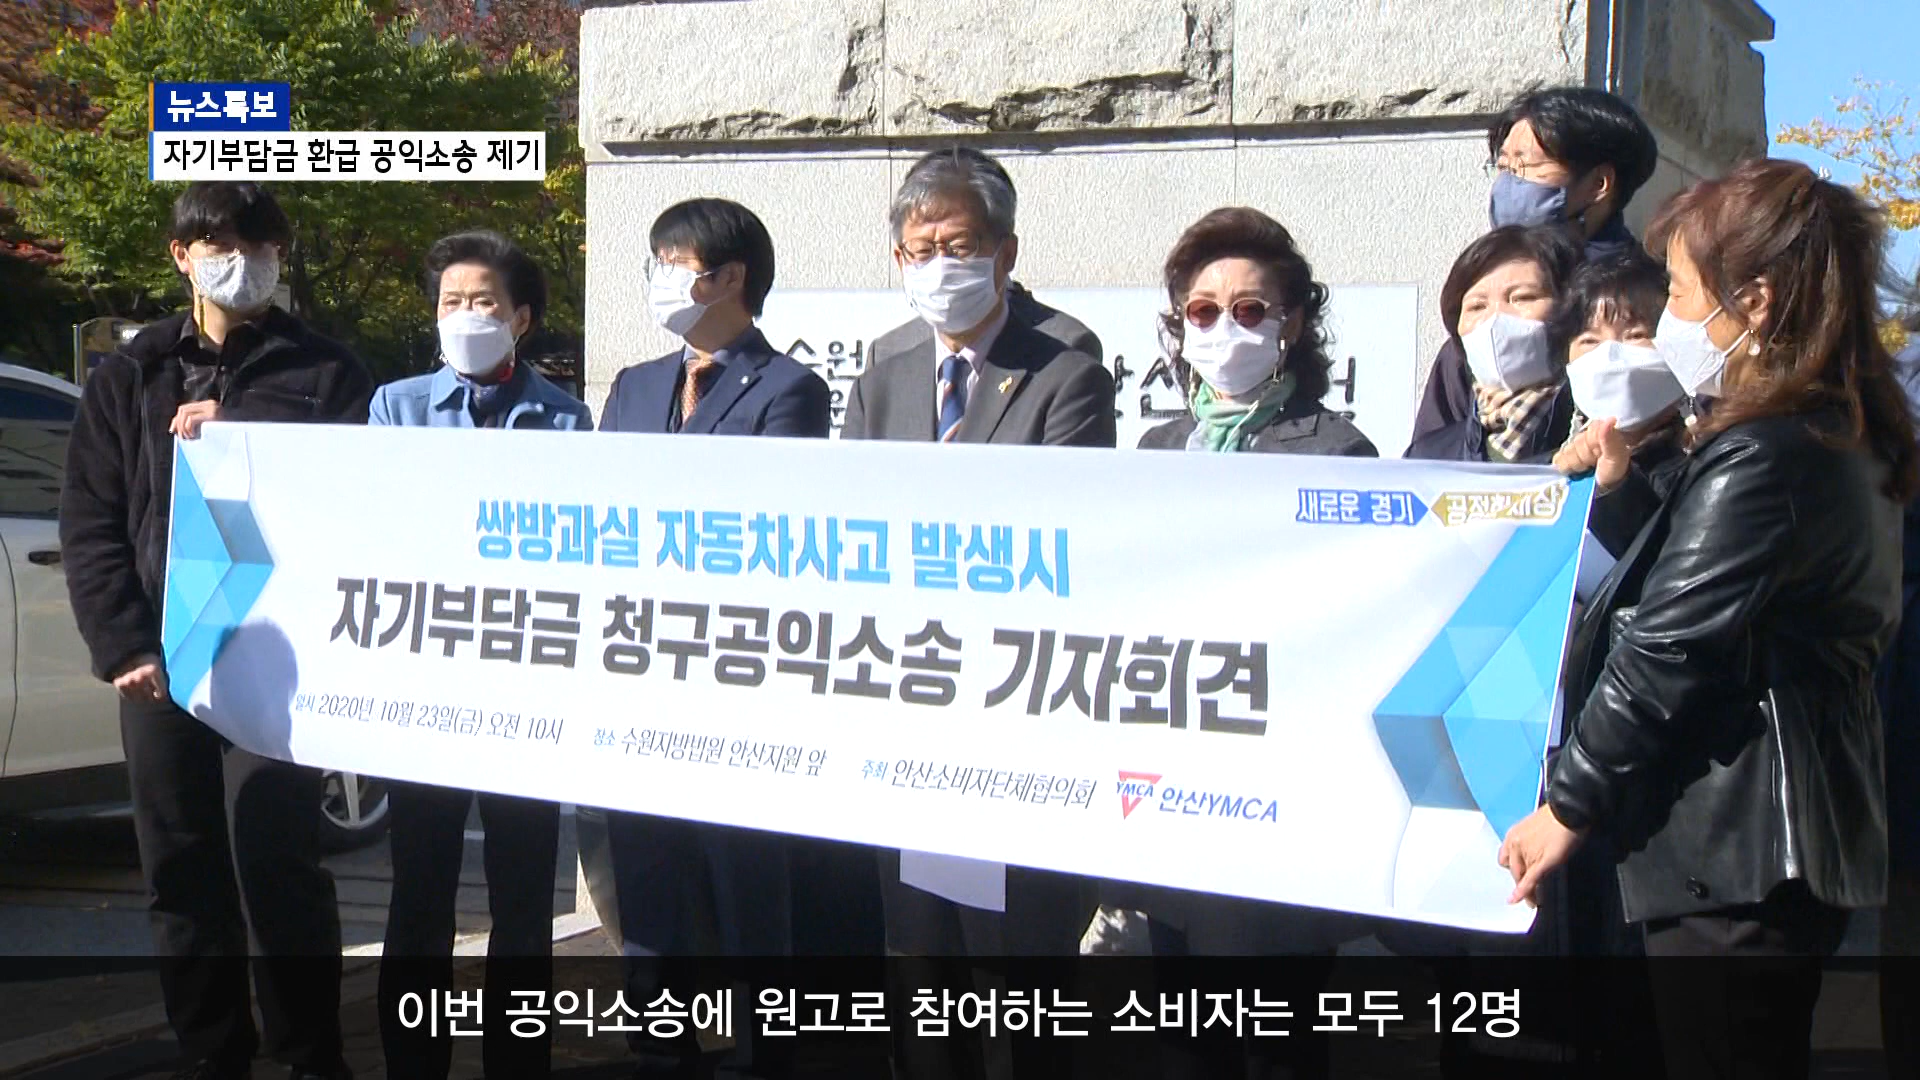 뉴스특보
자기부담금 환급 공익소송 제기
수원
새로운 경기 공정한 세상
쌍방과실 자동차사고 발생시
자기부담금 청구공익소송 기자회견
일시 2020년 10월 23일(금) 오전 10시 장소 수원지방법원 안산지원 앞 주최 안산소비자단체협의회 YMCA 안산YMCA
이번 공익소송에 원고로 참여하는 소비자는 모두 12명